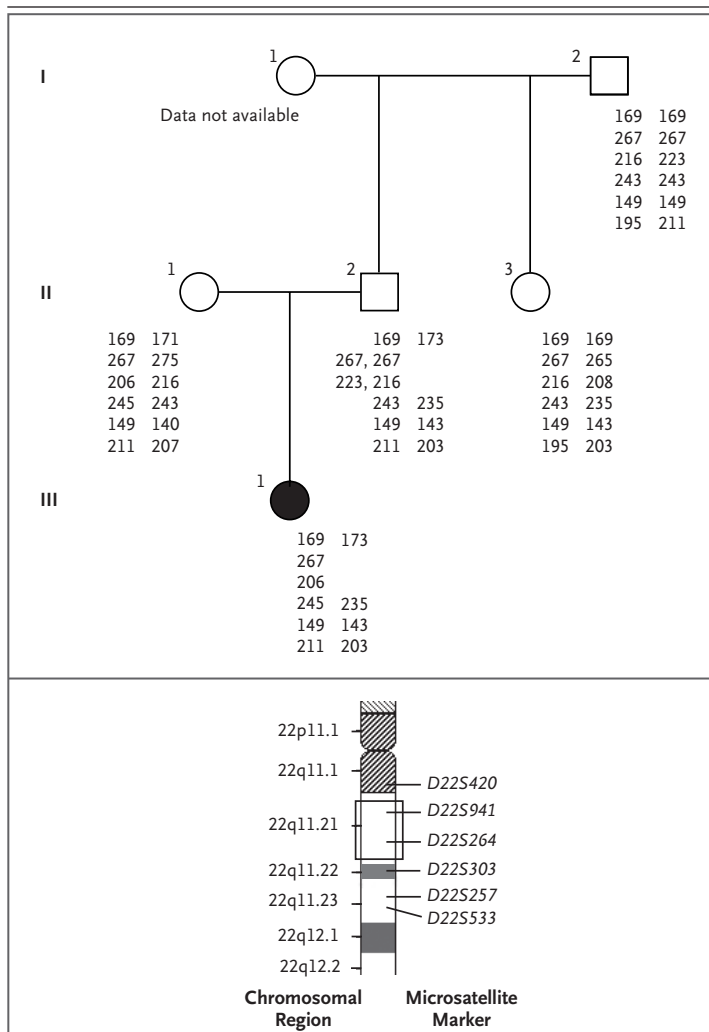 1 2
I
Data not available
169 169
267 267
216 223
243 243
149 149
195 211
1 2 3
II
169 171
267 275
206 216
245 243
149 140
211 207
169 173
267, 267
223, 216
243 235
149 143
211 203
169 169
267 265
216 208
243 235
149 143
195 203
1
III
169 173
267
206
245 235
149 143
211 203
22p11.1
22q11.1
D22S420
D22S941
22q11.21
D22S264
22q11.22
D22S303
22q11.23
D22S257
D22S533
22q12.1
22q12.2
Chromosomal
Region
Microsatellite
Marker